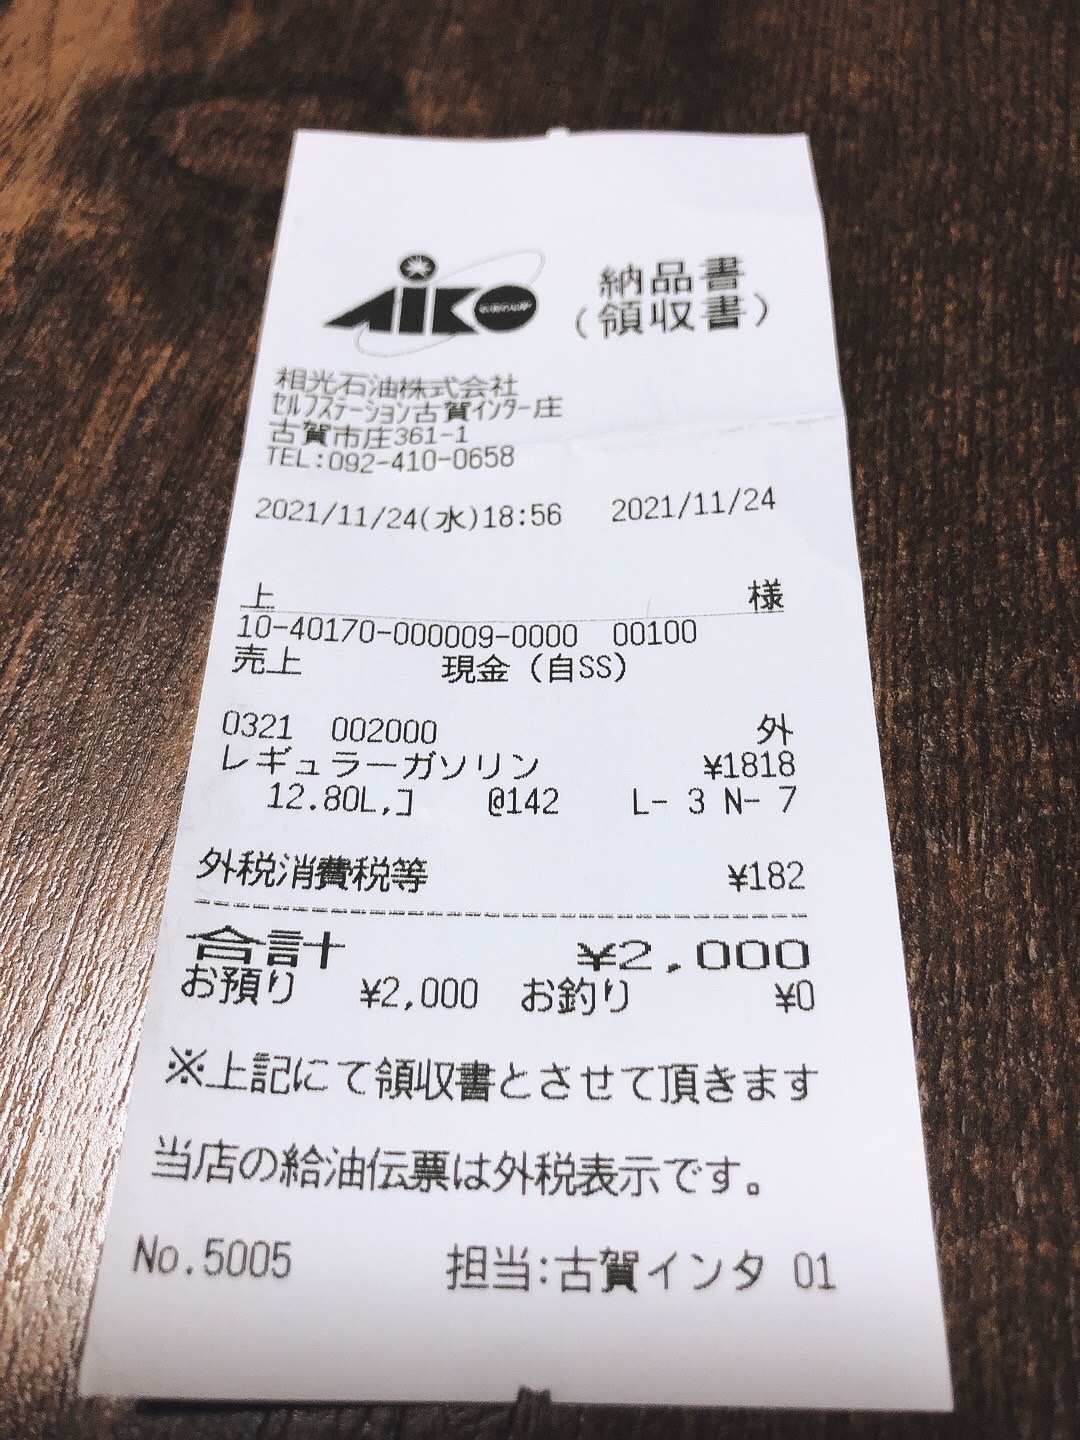 AiKO
納品書
(領収書)
相光石油株式会社
セルフステーション古賀インター庄
古賀市庄361-1
TEL:092-410-0658
2021/11/24(水)18:56 2021/11/24
上 様
10-40170-000009-0000 00100
売上 現金(自SS)
0321 002000 外
レギュラーガソリン ¥1818
12.80L,コ @142 L- 3 N- 7
外税消費税等 ¥182
合計 ¥2,000
お預り ¥2,000 お釣り ¥0
※上記にて領収書とさせて頂きます
当店の給油伝票は外税表示です。
No.5005 担当:古賀インタ 01